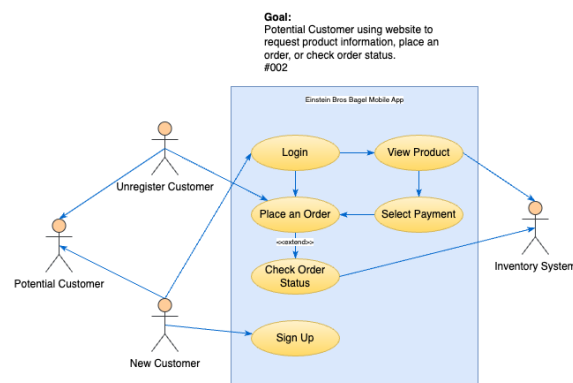 Goal:
Potential Customer using website to
request product information, place an
order, or check order status.
#002
Einstein Bros Bagel Mobile App
Login
View Product
Unregister Customer
Place an Order
Select Payment
<<extend>>
Potential Customer
Check Order
Status
Inventory System
Sign Up
New Customer